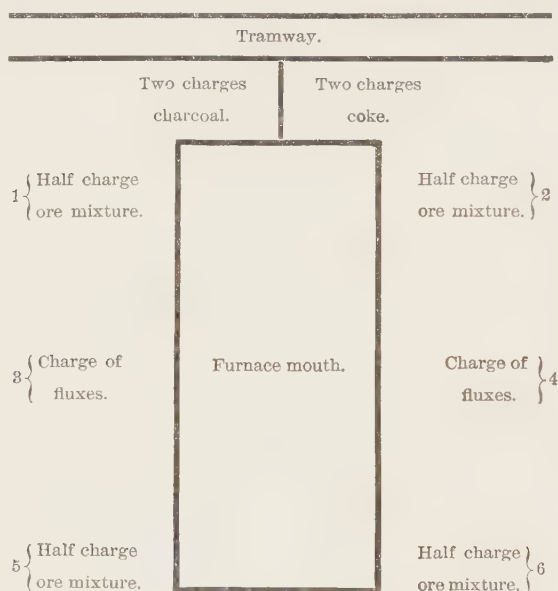 Tramway.
Two charges
charcoal.
Two charges
coke.
1 { Half charge
ore mixture.
Half charge
ore mixture. } 2
3 { Charge of
fluxes.
Furnace mouth.
Charge of
fluxes. } 4
5 { Half charge
ore mixture.
Half charge
ore mixture. } 6